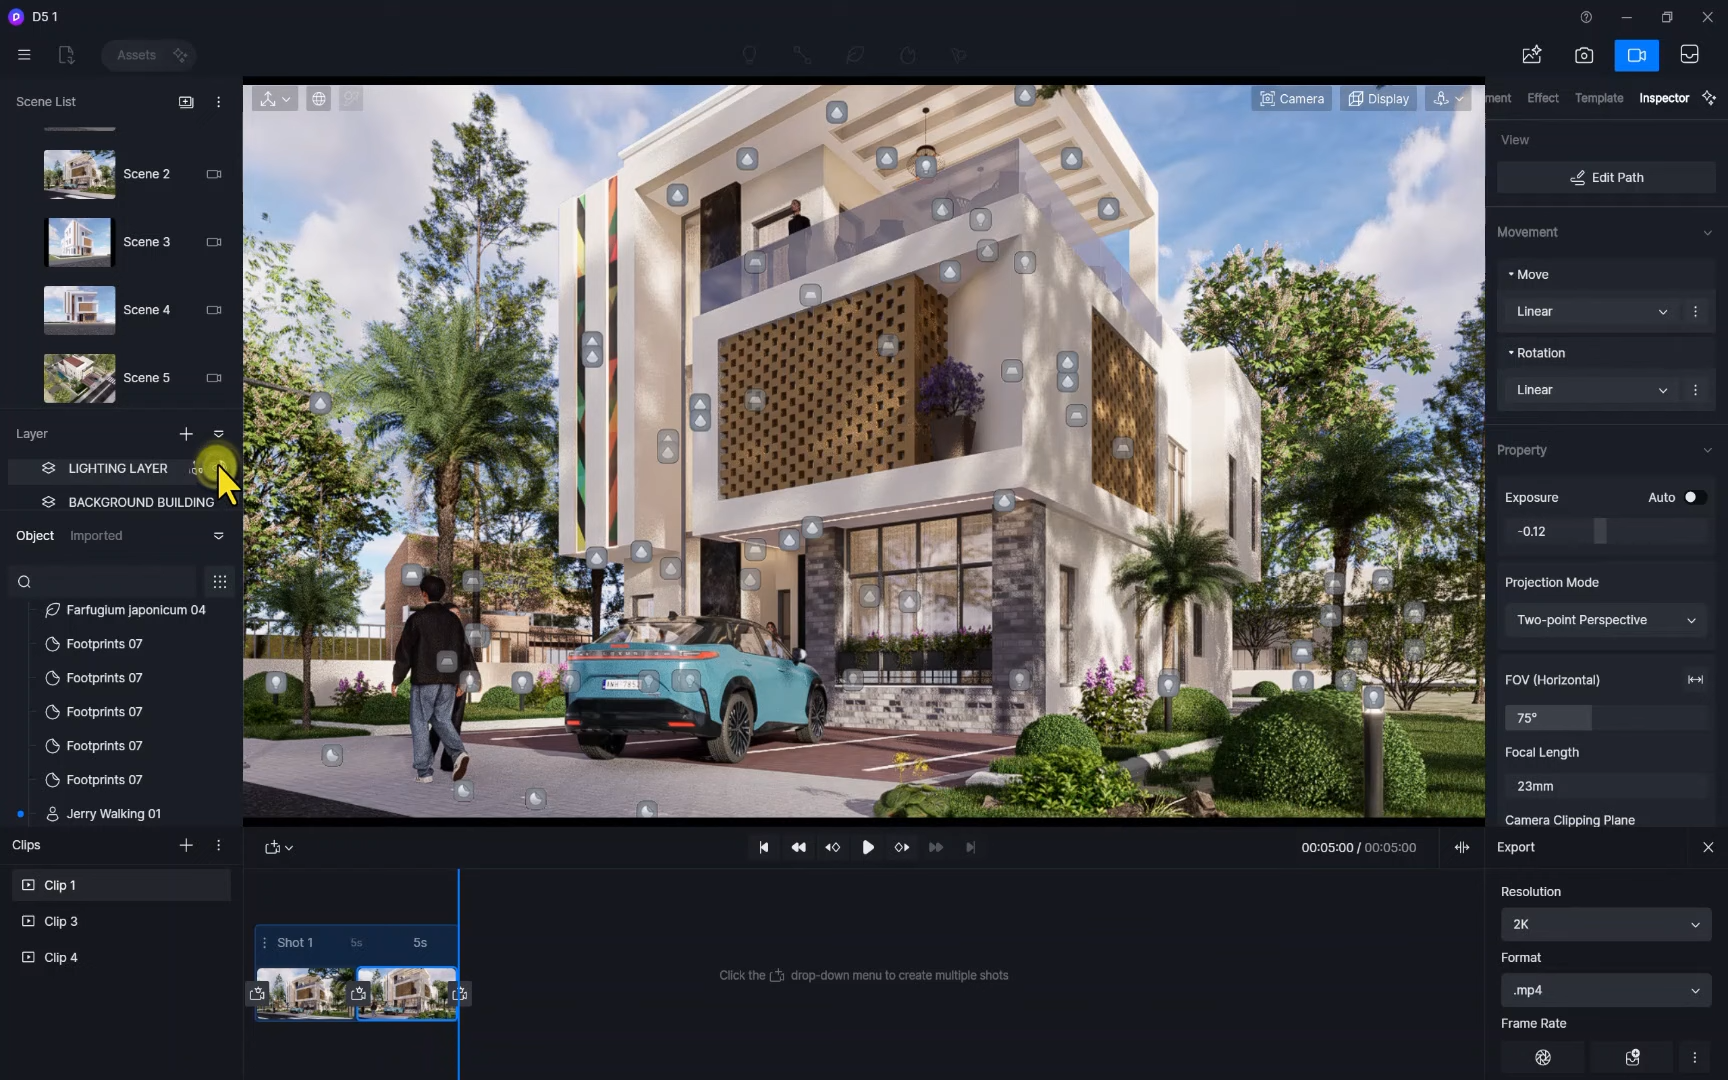 D5 1
Assets
Scene List
Scene 2
Scene 3
Scene 4
Scene 5
Layer
LIGHTING LAYER
BACKGROUND BUILDING
Object Imported
Farfugium japonicum 04
Footprints 07
Footprints 07
Footprints 07
Footprints 07
Footprints 07
Jerry Walking 01
Clips
Clip 1
Clip 3
Clip 4
Camera
Display
ment Effect Template Inspector
View
Edit Path
Movement
Move
Linear
Rotation
Linear
Property
Exposure Auto
-0.12
Projection Mode
Two-point Perspective
FOV (Horizontal)
75°
Focal Length
23mm
Camera Clipping Plane
00:05:00 / 00:05:00
Shot 1 5s 5s
Click the drop-down menu to create multiple shots
Export
Resolution
2K
Format
.mp4
Frame Rate